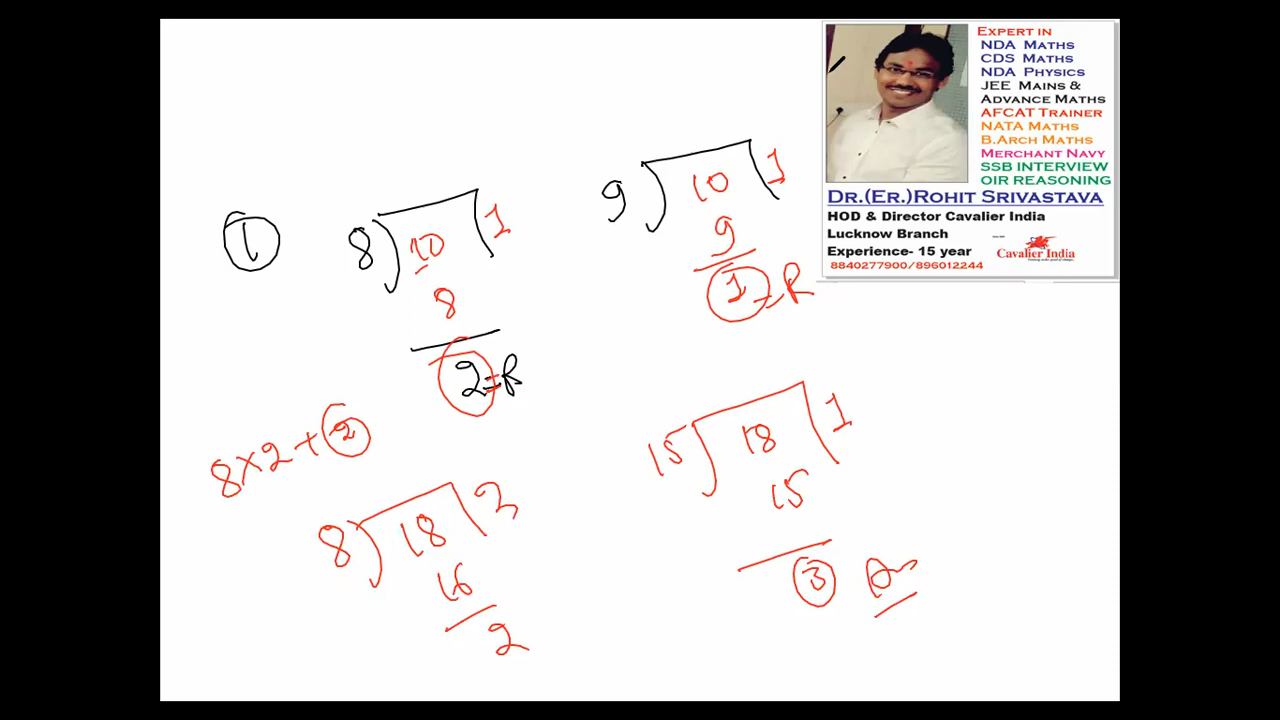 EXPERT IN
NDA MATHS
CDS MATHS
NDA PHYSICS
JEE MAINS &
ADVANCE MATHS
AFCAT TRAINER
NATA MATHS
B.ARCH MATHS
MERCHANT NAVY
SSB INTERVIEW
OIR REASONING
DR.(ER.)ROHIT SRIVASTAVA
HOD & Director Cavalier India
Lucknow Branch
Experience- 15 year
Cavalier India
8840277900/896012244
1
8 ) 10 ( 1
8
2 = R
9 ) 10 ( 1
9
1 = R
8 × 2 + 2
8 ) 18 ( 2
16
2
15 ) 18 ( 1
15
3 Ans